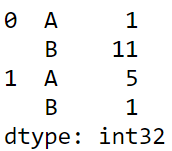 0  A     1
   B    11
1  A     5
   B     1
dtype: int32